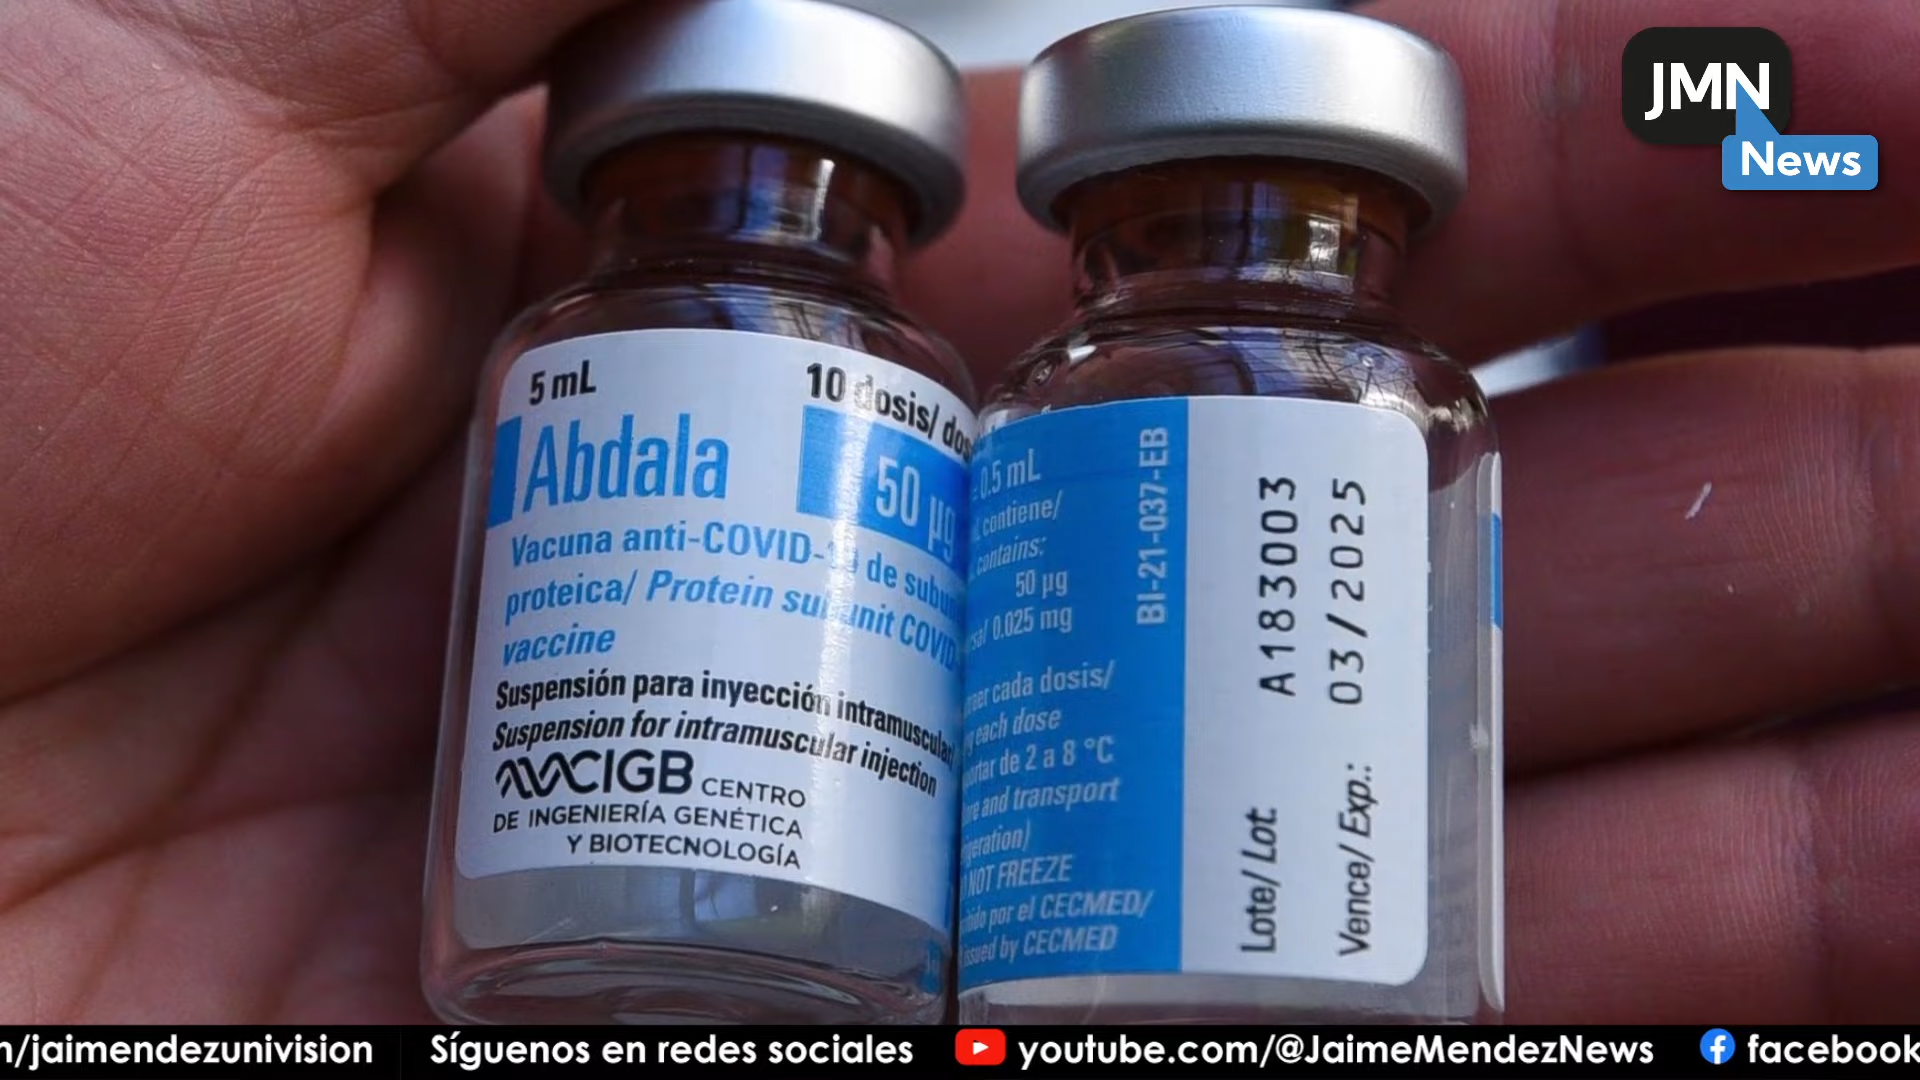 JMN
News
5 mL
10 dosis/
Abdala
50 µg
Vacuna anti-COVID- de
proteica/ Protein COVID
vaccine
Suspensión para inyección intramuscular/
Suspension for intramuscular injection
CIGB CENTRO
DE INGENIERÍA GENÉTICA
Y BIOTECNOLOGÍA
0.5 mL
contiene/
contains:
50 µg
0.025 mg
cada dosis/
each dose
de 2 a 8 °C
and transport
NOT FREEZE
por el CECMED/
issued by CECMED
BI-21-037-EB
Lote/ Lot: A183003
Vence/ Exp.: 03/2025
/jaimendezunivision Síguenos en redes sociales youtube.com/@JaimeMendezNews facebook